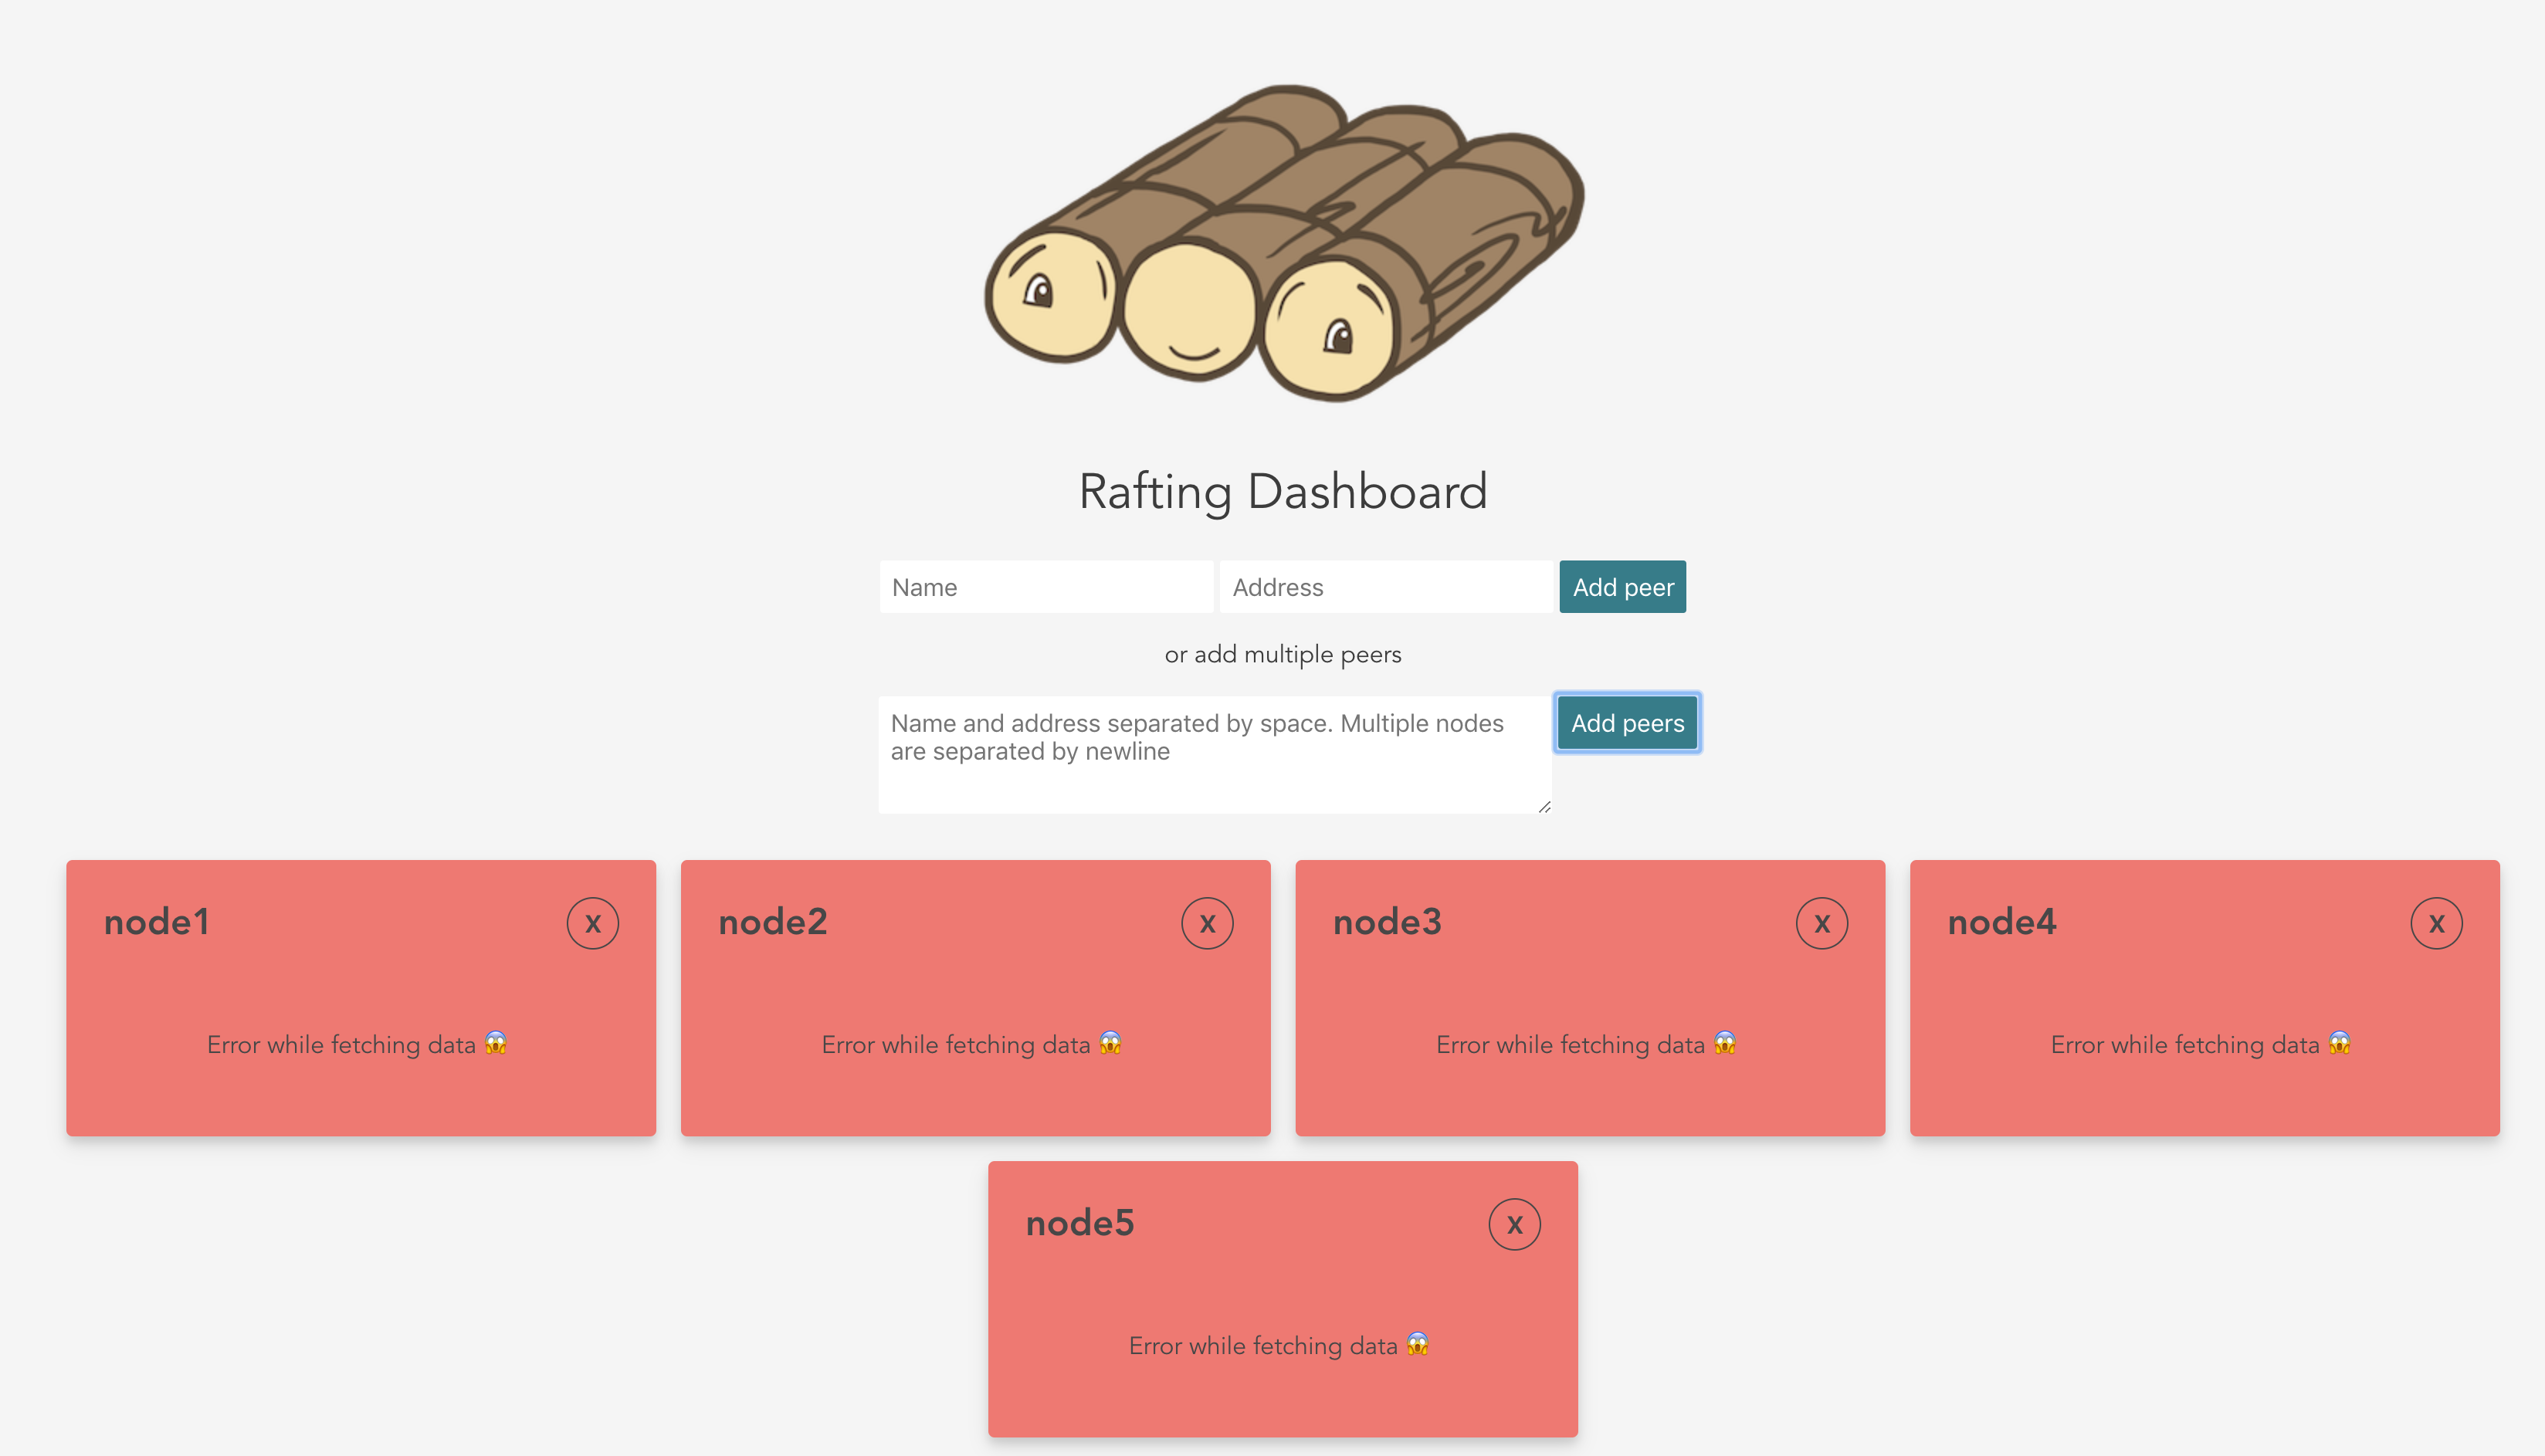 Rafting Dashboard
Name
Address
Add peer
or add multiple peers
Name and address separated by space. Multiple nodes
are separated by newline
Add peers
node1
X
Error while fetching data 😱
node2
X
Error while fetching data 😱
node3
X
Error while fetching data 😱
node4
X
Error while fetching data 😱
node5
X
Error while fetching data 😱